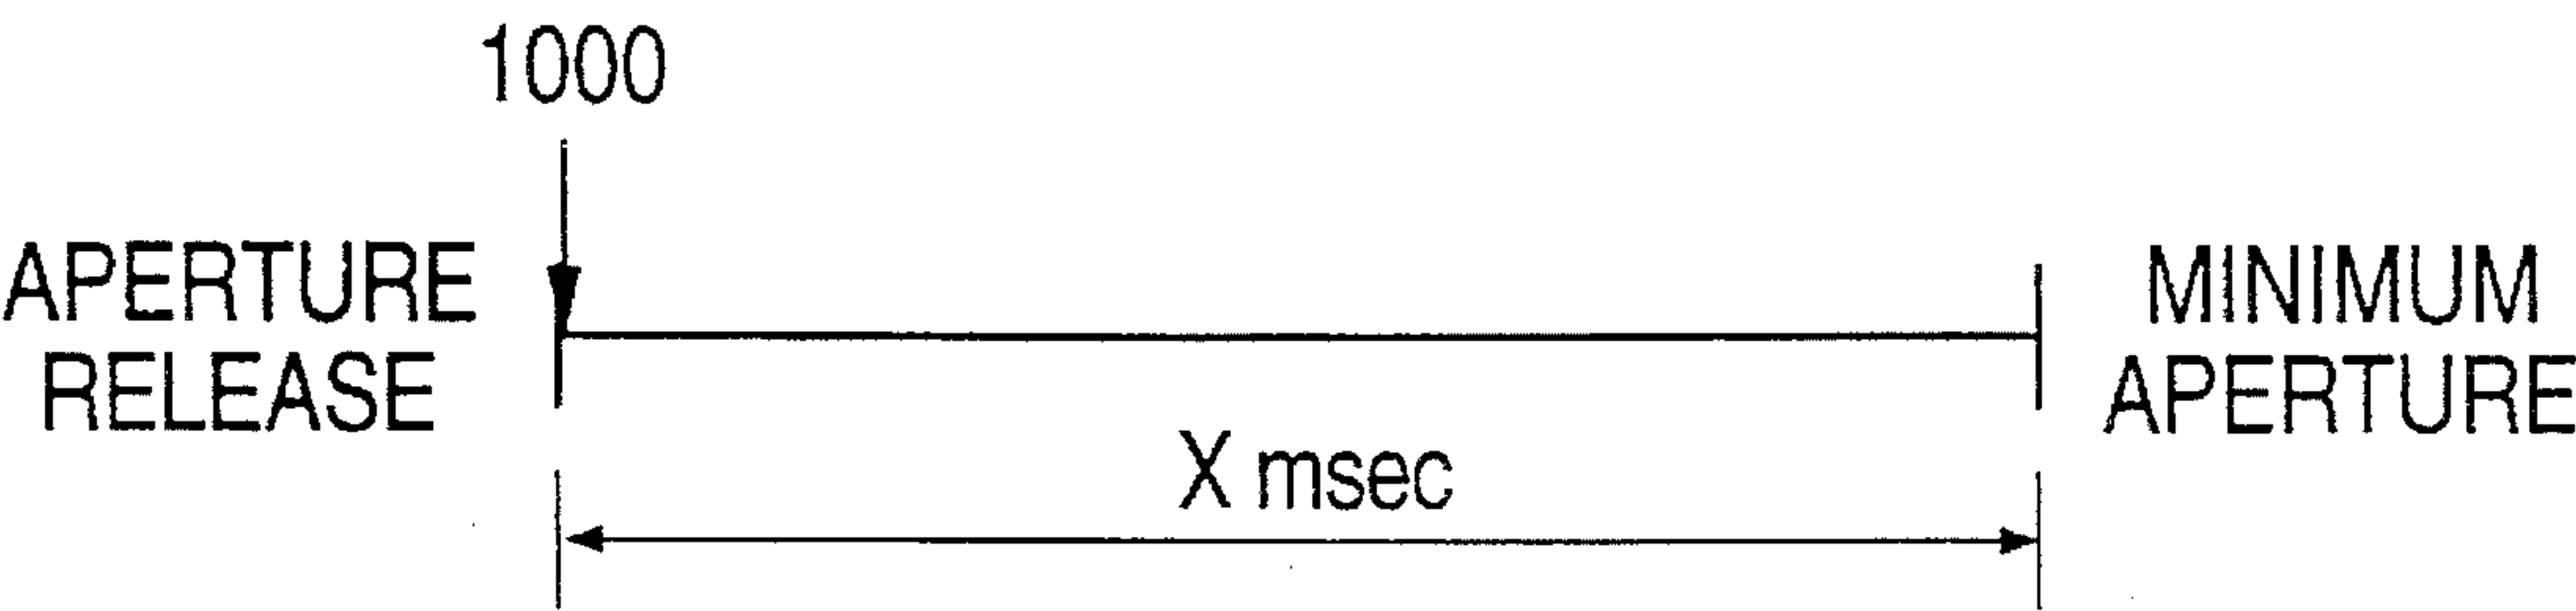 1000
APERTURE
RELEASE
MINIMUM
APERTURE
X msec